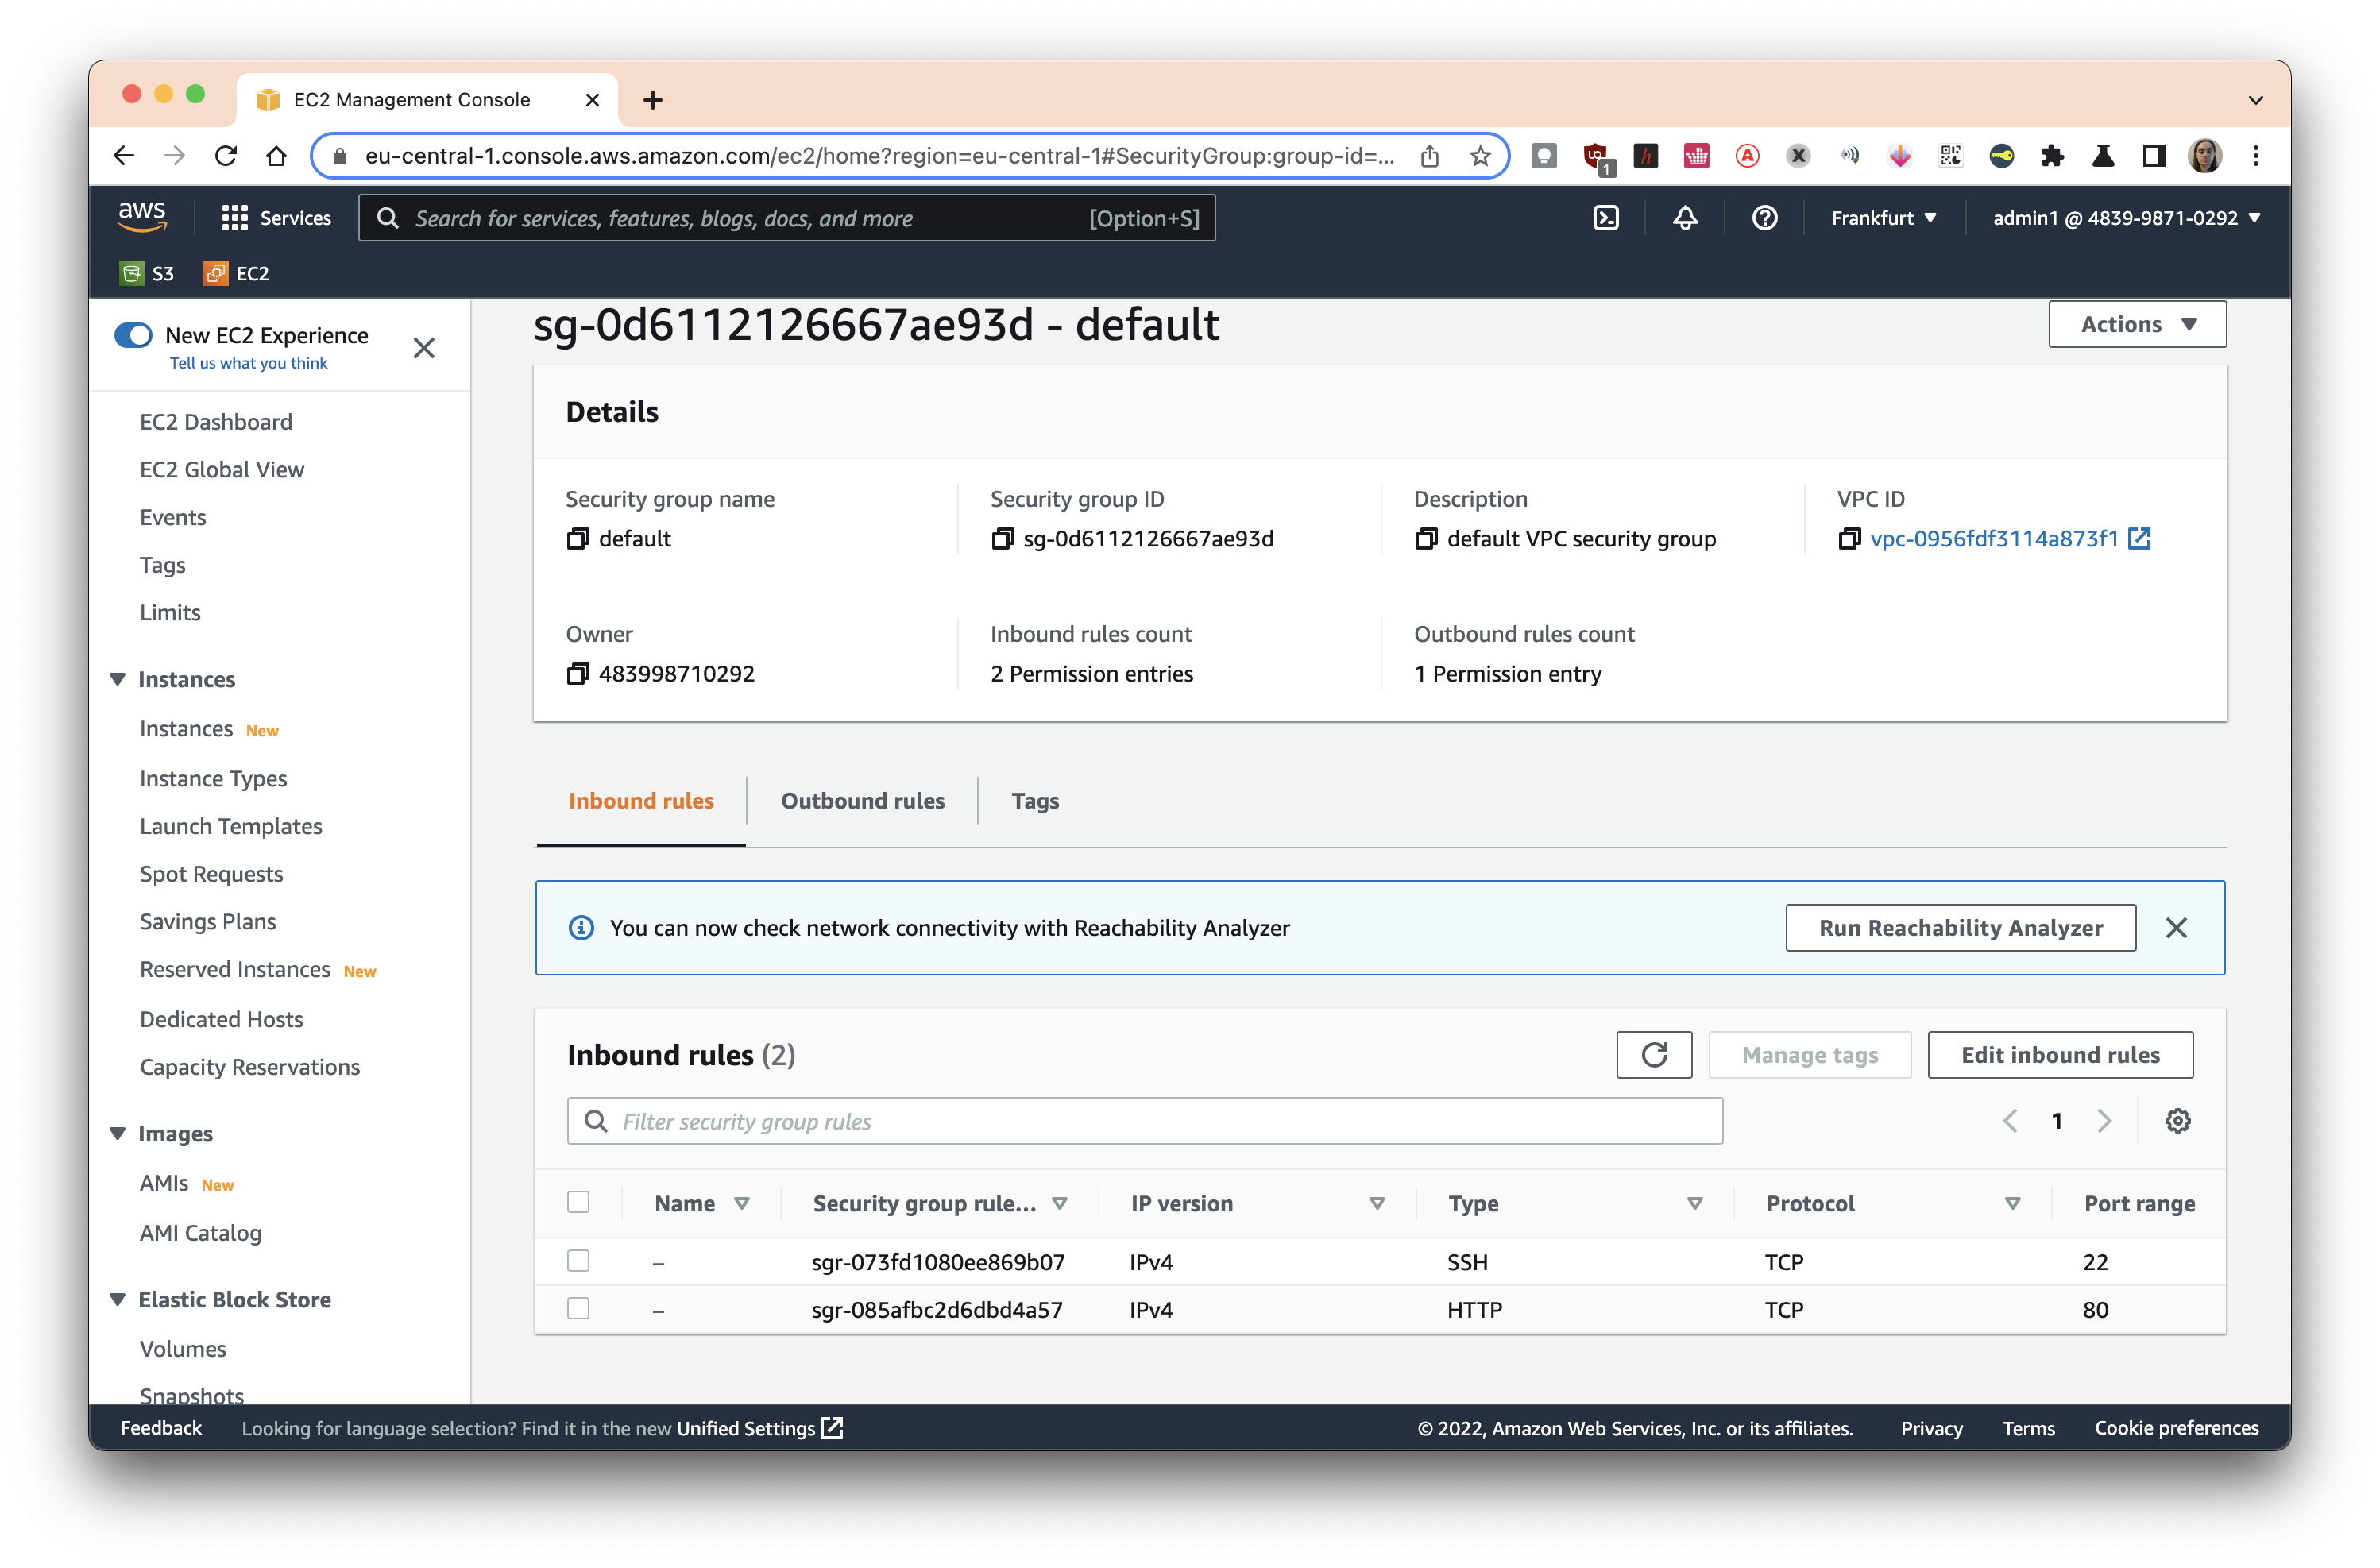 EC2 Management Console
eu-central-1.console.aws.amazon.com/ec2/home?region=eu-central-1#SecurityGroup:group-id=...
1
aws Services Search for services, features, blogs, docs, and more [Option+S] Frankfurt admin1 @ 4839-9871-0292
S3 EC2
New EC2 Experience
Tell us what you think
EC2 Dashboard
EC2 Global View
Events
Tags
Limits
Instances
Instances New
Instance Types
Launch Templates
Spot Requests
Savings Plans
Reserved Instances New
Dedicated Hosts
Capacity Reservations
Images
AMIs New
AMI Catalog
Elastic Block Store
Volumes
Snapshots
sg-0d6112126667ae93d - default
Actions
Details
Security group name
default
Security group ID
sg-0d6112126667ae93d
Description
default VPC security group
VPC ID
vpc-0956fdf3114a873f1
Owner
483998710292
Inbound rules count
2 Permission entries
Outbound rules count
1 Permission entry
Inbound rules Outbound rules Tags
You can now check network connectivity with Reachability Analyzer Run Reachability Analyzer
Inbound rules (2) Manage tags Edit inbound rules
Filter security group rules 1
Name Security group rule... IP version Type Protocol Port range
– sgr-073fd1080ee869b07 IPv4 SSH TCP 22
– sgr-085afbc2d6dbd4a57 IPv4 HTTP TCP 80
Feedback Looking for language selection? Find it in the new Unified Settings © 2022, Amazon Web Services, Inc. or its affiliates. Privacy Terms Cookie preferences